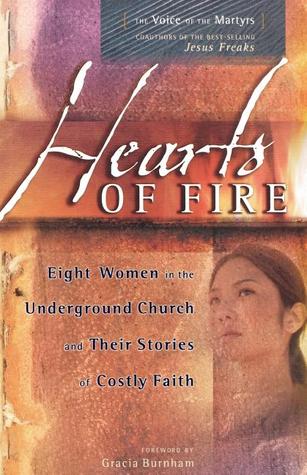 THE VOICE OF THE MARTYRS
COAUTHORS OF THE BEST-SELLING
Jesus Freaks
Hearts
OF FIRE
Eight Women in the
Underground Church
and Their Stories
of Costly Faith
FOREWORD BY
Gracia Burnham